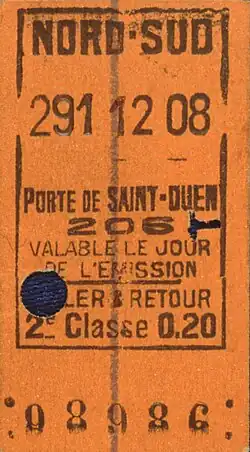 NORD-SUD
291 12 08
PORTE DE SAINT-OUEN
206
VALABLE LE JOUR
DE L'EMISSION
LER & RETOUR
2e Classe 0.20
08986